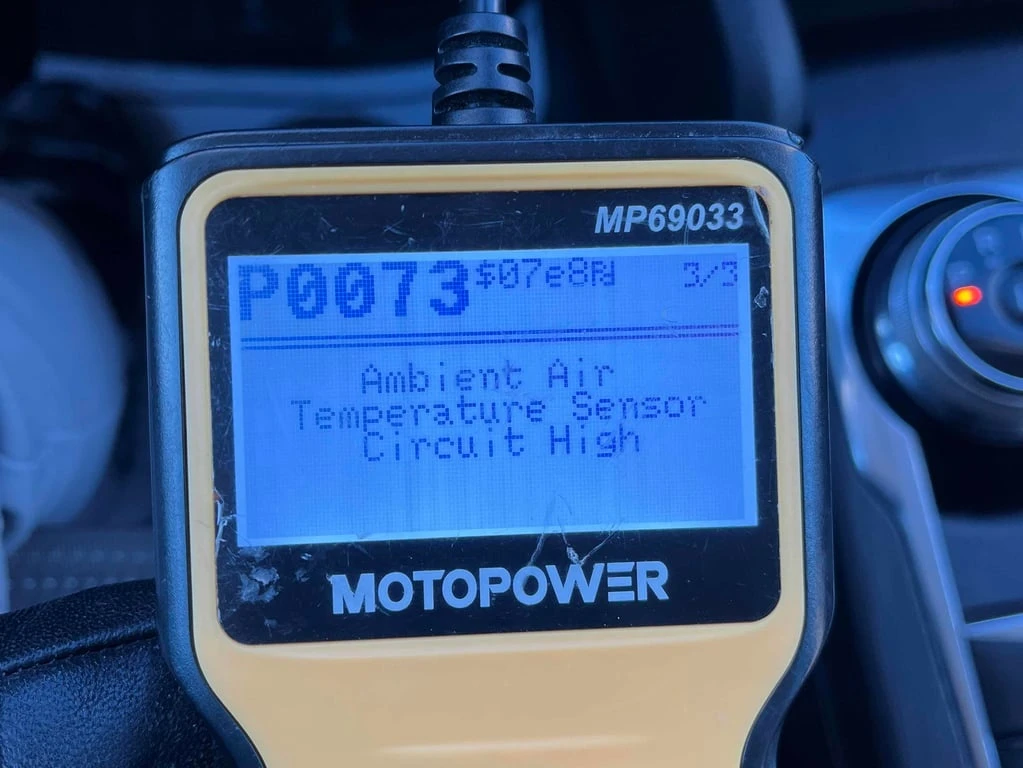 MP69033
P0073 $07e8 3/3
Ambient Air
Temperature Sensor
Circuit High
MOTOPOWER